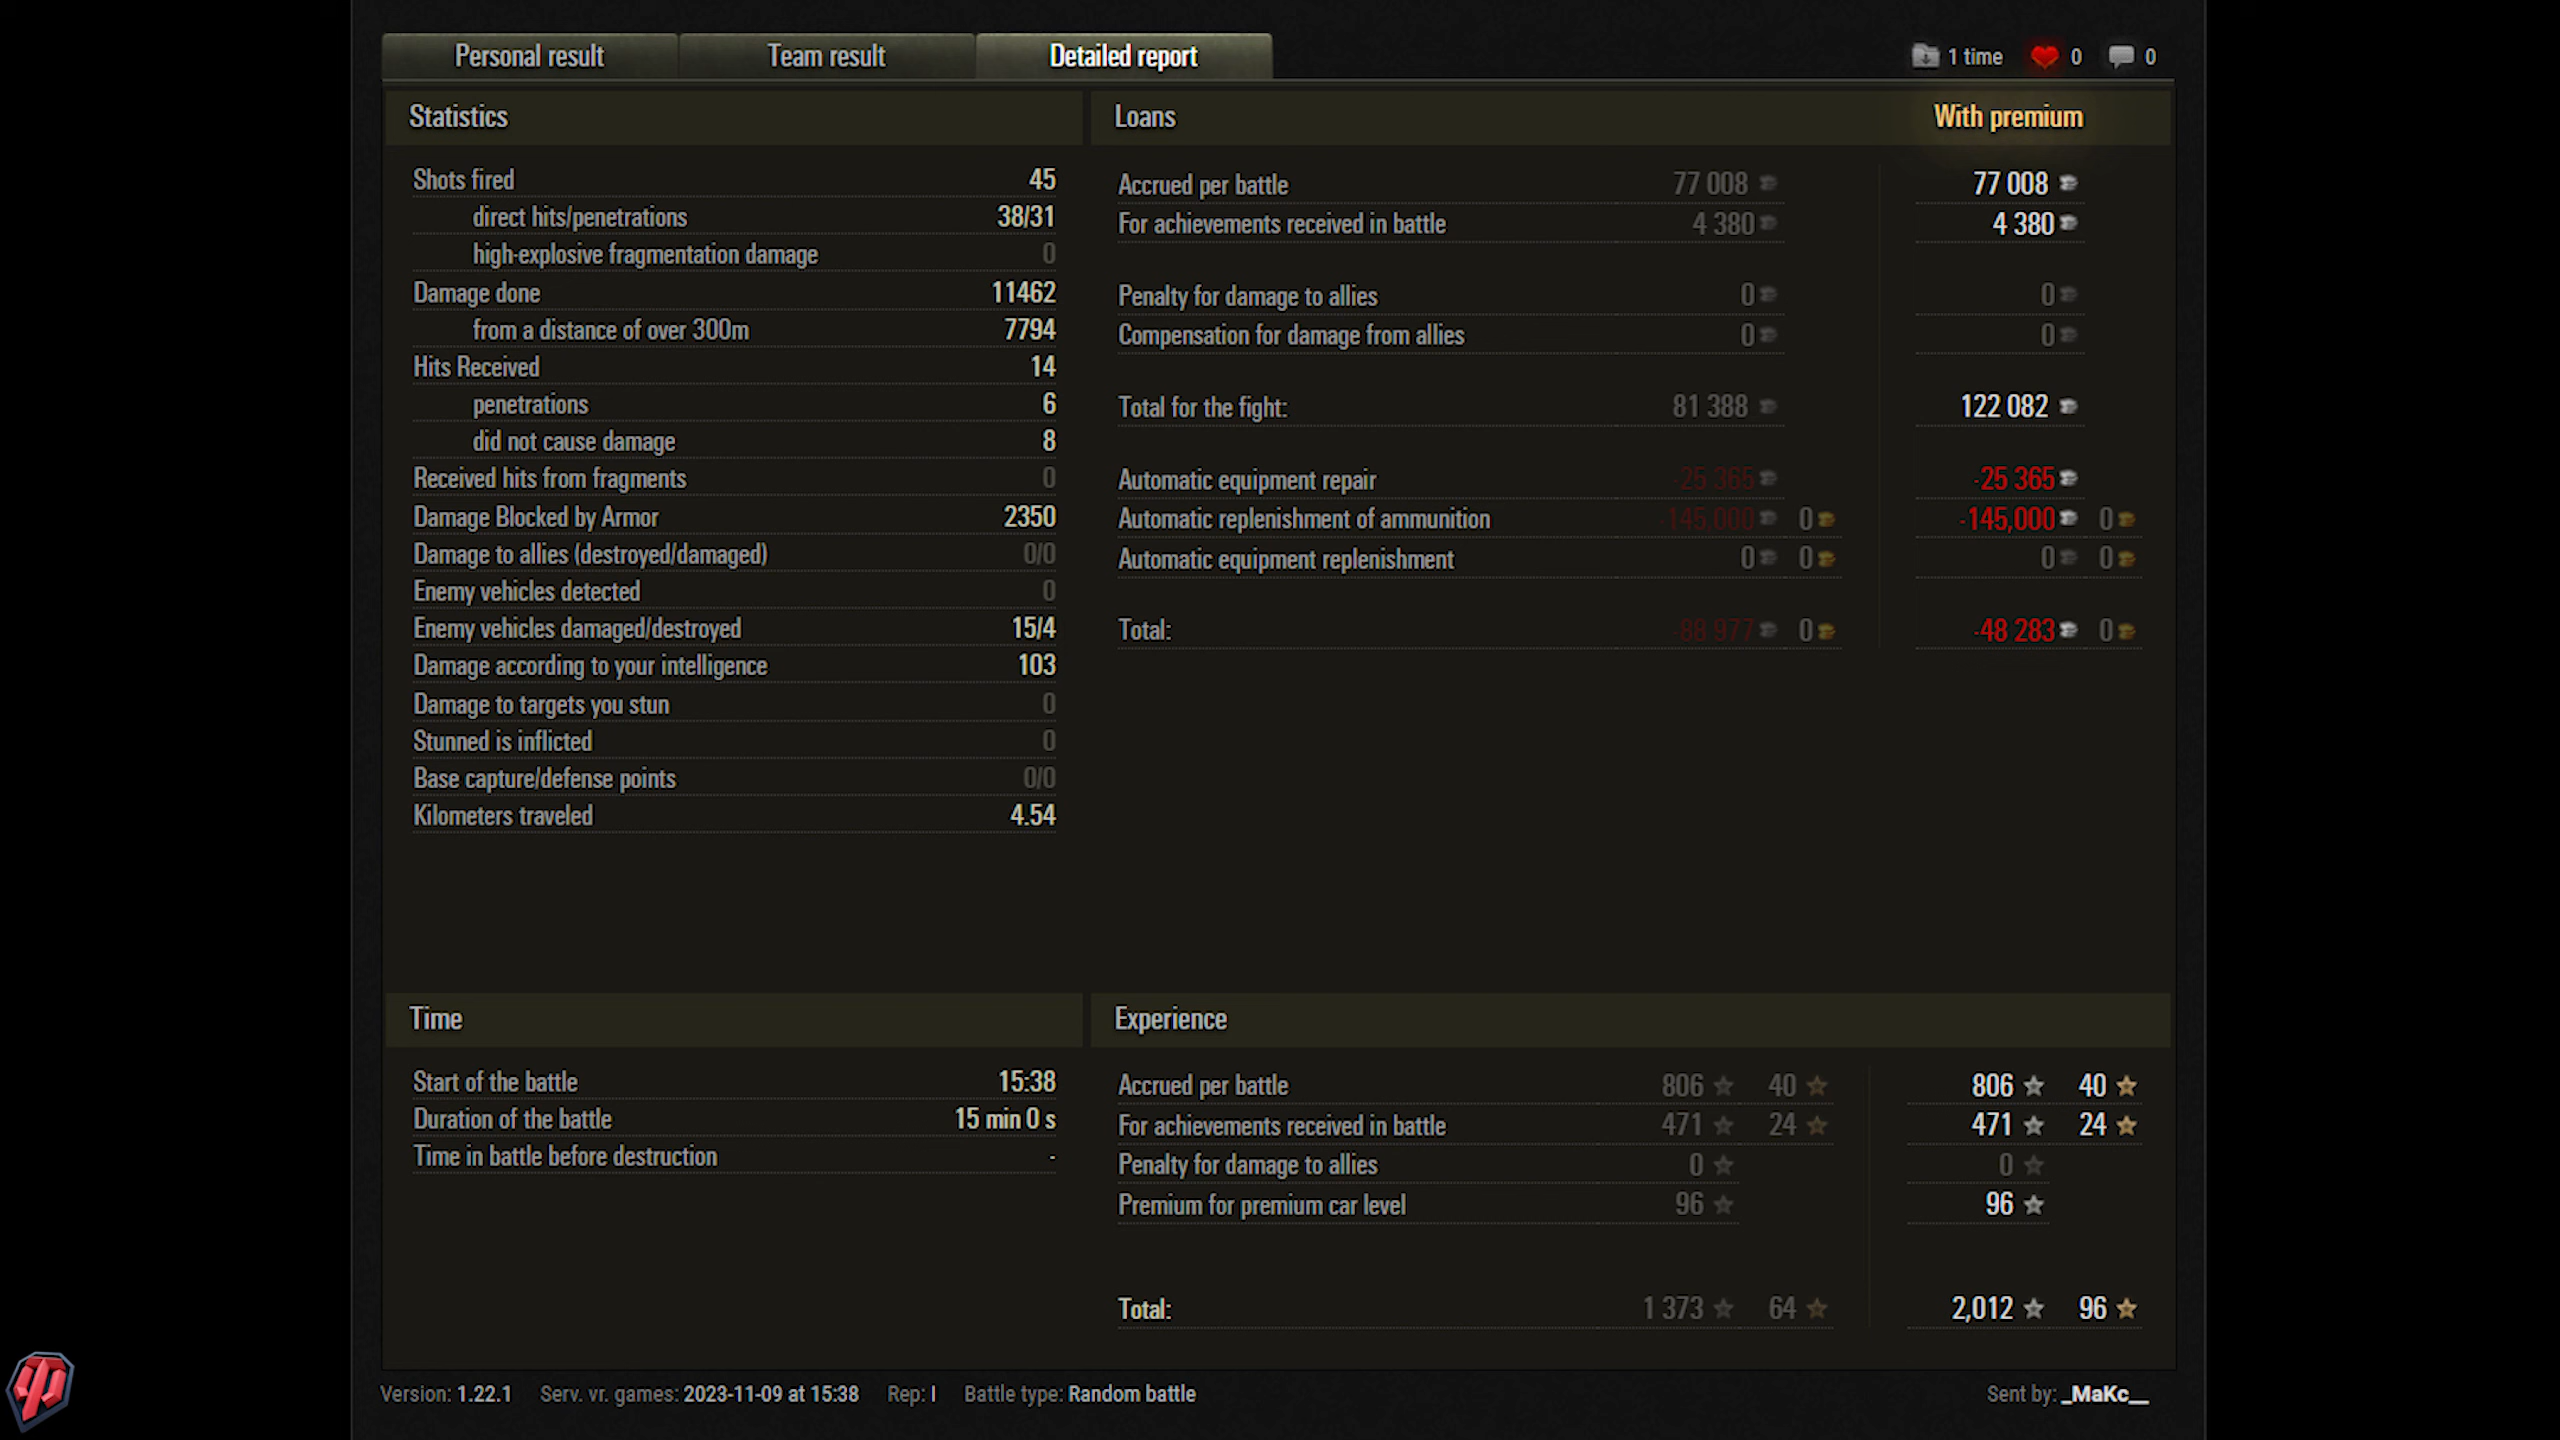 Personal result Team result Detailed report 1 time 0 0
Statistics
Shots fired 45
direct hits/penetrations 38/31
high-explosive fragmentation damage 0
Damage done 11462
from a distance of over 300m 7794
Hits Received 14
penetrations 6
did not cause damage 8
Received hits from fragments 0
Damage Blocked by Armor 2350
Damage to allies (destroyed/damaged) 0/0
Enemy vehicles detected 0
Enemy vehicles damaged/destroyed 15/4
Damage according to your intelligence 103
Damage to targets you stun 0
Stunned is inflicted 0
Base capture/defense points 0/0
Kilometers traveled 4.54
Loans With premium
Accrued per battle 77 008 77 008
For achievements received in battle 4 380 4 380
Penalty for damage to allies 0 0
Compensation for damage from allies 0 0
Total for the fight: 81 388 122 082
Automatic equipment repair -25 365 -25 365
Automatic replenishment of ammunition -145,000 0 -145,000 0
Automatic equipment replenishment 0 0 0 0
Total: -88 977 0 -48 283 0
Time
Start of the battle 15:38
Duration of the battle 15 min 0 s
Time in battle before destruction -
Experience
Accrued per battle 806 40 806 40
For achievements received in battle 471 24 471 24
Penalty for damage to allies 0 0
Premium for premium car level 96 96
Total: 1 373 64 2,012 96
Version: 1.22.1 Serv. vr. games: 2023-11-09 at 15:38 Rep: I Battle type: Random battle Sent by: _MaKc__